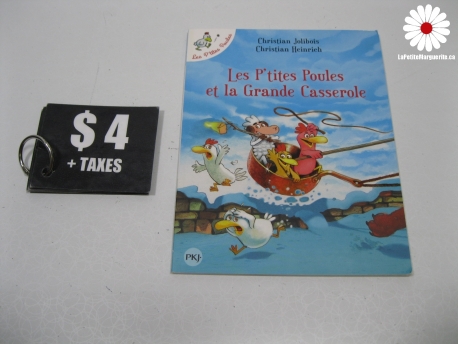 LaPetiteMarguerite.ca
Les P'tites Poules
Christian Jolibois
Christian Heinrich
Les P'tites Poules
et la Grande Casserole
$4
+ TAXES
PKJ·